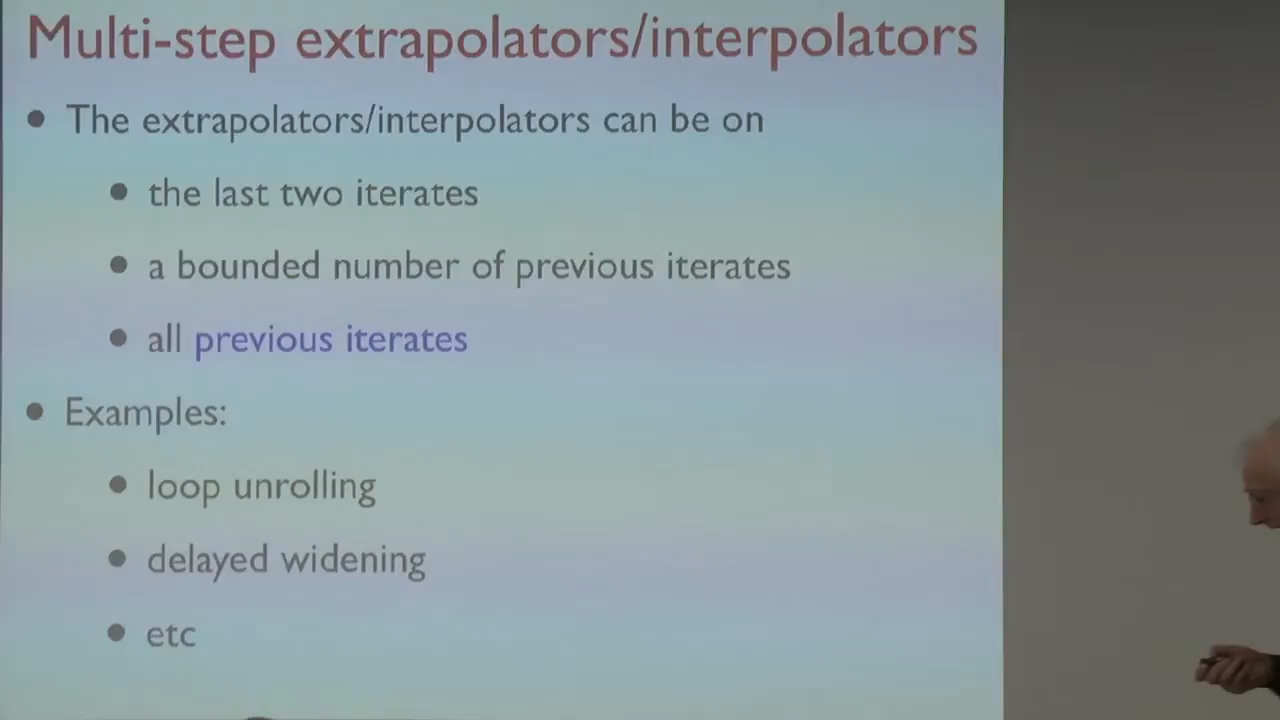 Multi-step extrapolators/interpolators
• The extrapolators/interpolators can be on
• the last two iterates
• a bounded number of previous iterates
• all previous iterates
• Examples:
• loop unrolling
• delayed widening
• etc